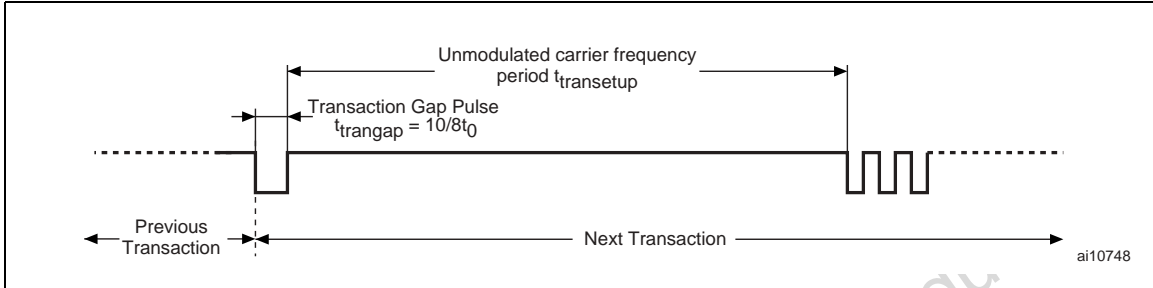 Unmodulated carrier frequency
period ttransetup
Transaction Gap Pulse
ttrangap = 10/8t0
Previous
Transaction
Next Transaction
ai10748